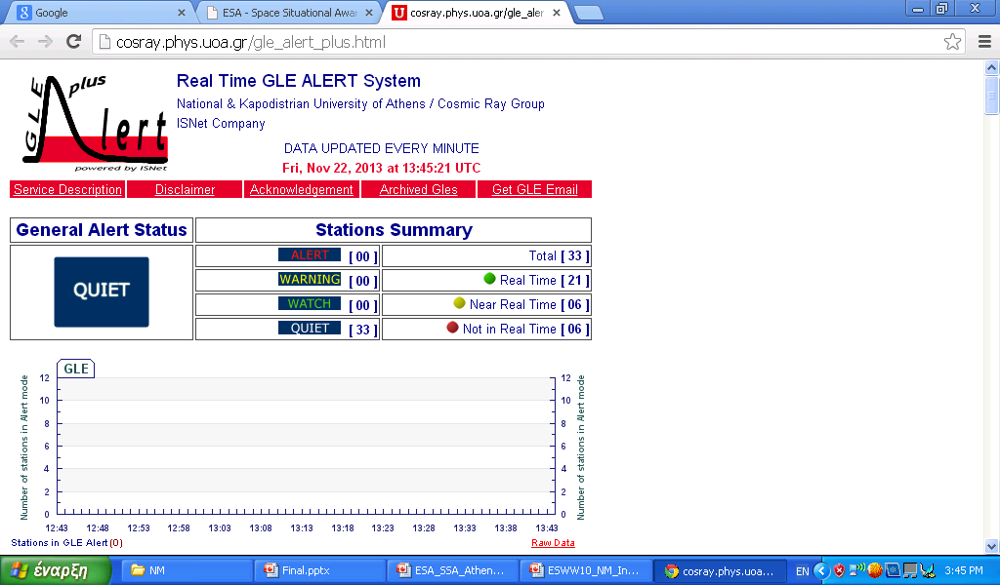 Google
ESA - Space Situational Awar
cosray.phys.uoa.gr/gle_aler
cosray.phys.uoa.gr/gle_alert_plus.html
GLE Alert plus
powered by ISNet
Real Time GLE ALERT System
National & Kapodistrian University of Athens / Cosmic Ray Group
ISNet Company
DATA UPDATED EVERY MINUTE
Fri, Nov 22, 2013 at 13:45:21 UTC
Service Description Disclaimer Acknowledgement Archived Gles Get GLE Email
General Alert Status Stations Summary
QUIET
ALERT [ 00 ] Total [ 33 ]
WARNING [ 00 ] Real Time [ 21 ]
WATCH [ 00 ] Near Real Time [ 06 ]
QUIET [ 33 ] Not in Real Time [ 06 ]
GLE
Number of stations in Alert mode
12 12
10 10
8 8
6 6
4 4
2 2
0 0
Number of stations in Alert mode
12:43 12:48 12:53 12:58 13:03 13:08 13:13 13:18 13:23 13:28 13:33 13:38 13:43
Stations in GLE Alert(0) Raw Data
έναρξη NM Final.pptx ESA_SSA_Athen... ESWW10_NM_In... cosray.phys.uoa... EN 3:45 PM